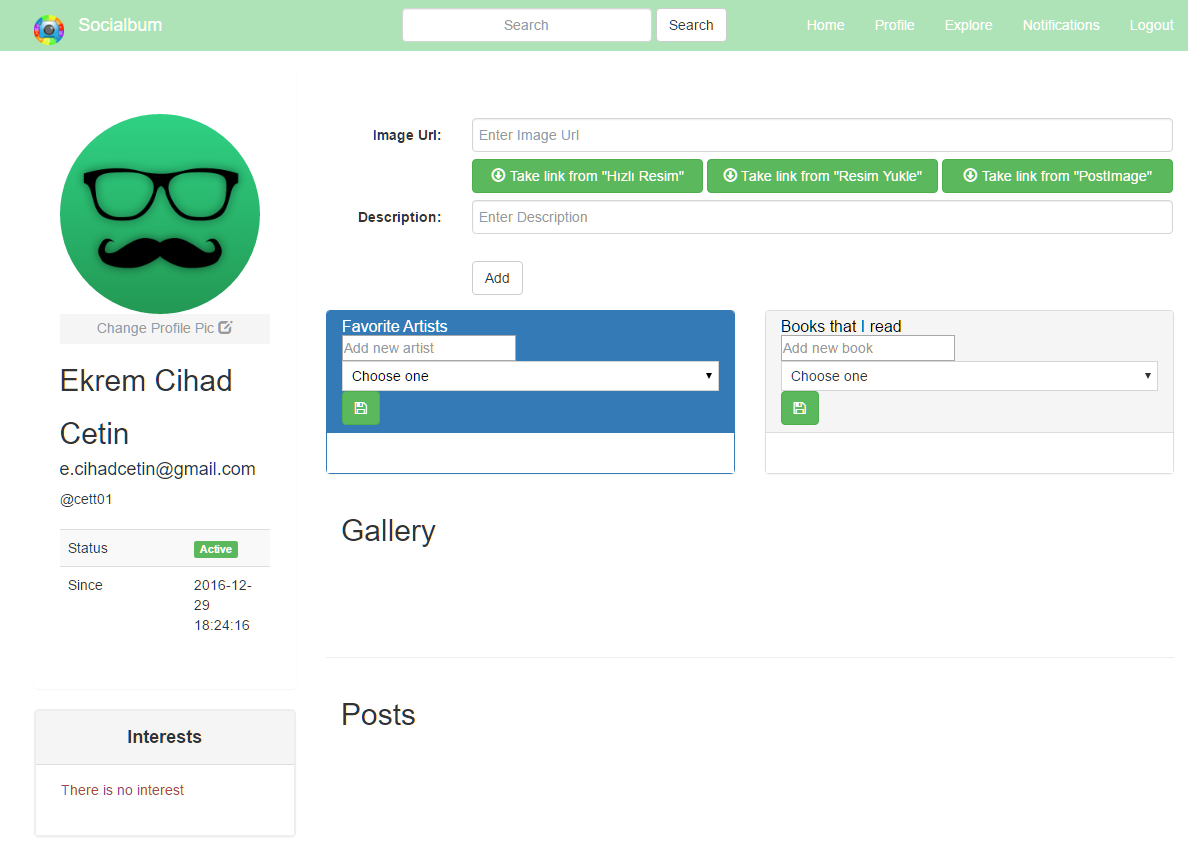 Socialbum
Search
Search
Home
Profile
Explore
Notifications
Logout
Change Profile Pic
Ekrem Cihad
Cetin
e.cihadcetin@gmail.com
@cett01
Status Active
Since 2016-12-
29
18:24:16
Interests
There is no interest
Image Url: Enter Image Url
Take link from "Hızlı Resim"
Take link from "Resim Yukle"
Take link from "PostImage"
Description: Enter Description
Add
Favorite Artists
Add new artist
Choose one
Books that I read
Add new book
Choose one
Gallery
Posts